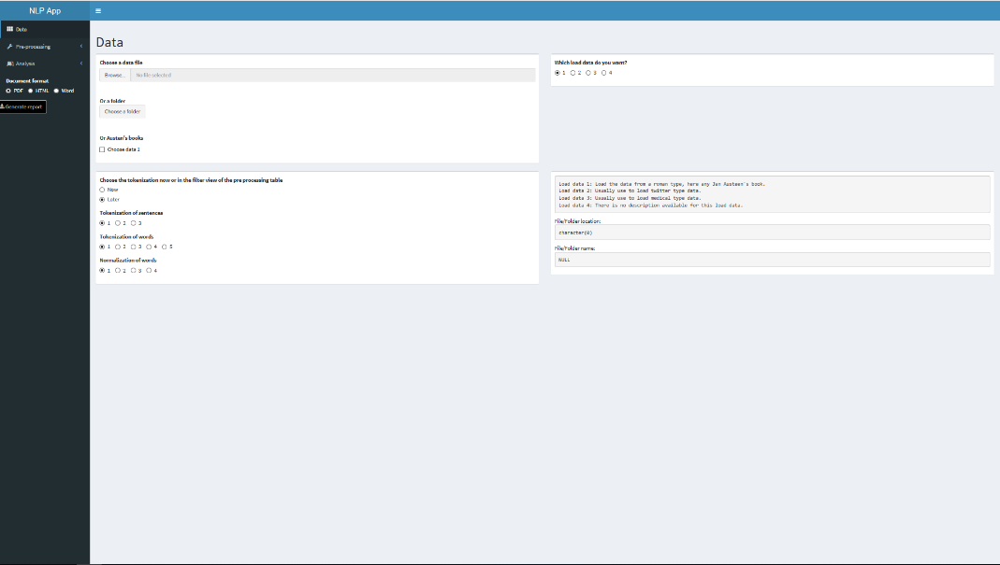 NLP App
Data
Pre-processing
Analysis
Document format
PDF HTML Word
Generate report
Data
Choose a data file
Browse... No file selected
Or a folder
Choose a folder
Or Austen's books
Choose data 1
Which load data do you want?
1 2 3 4
Choose the tokenization now or in the filter view of the pre processing table
Now
Later
Tokenization of sentences
1 2 3
Tokenization of words
1 2 3 4 5
Normalization of words
1 2 3 4
Load data 1: Load the data from a roman type, here any Jan Austeen's book.
Load data 2: Usually use to load twitter type data.
Load data 3: Usually use to load medical type data.
Load data 4: There is no description available for this load data.
File/Folder location:
character(0)
File/Folder name:
NULL